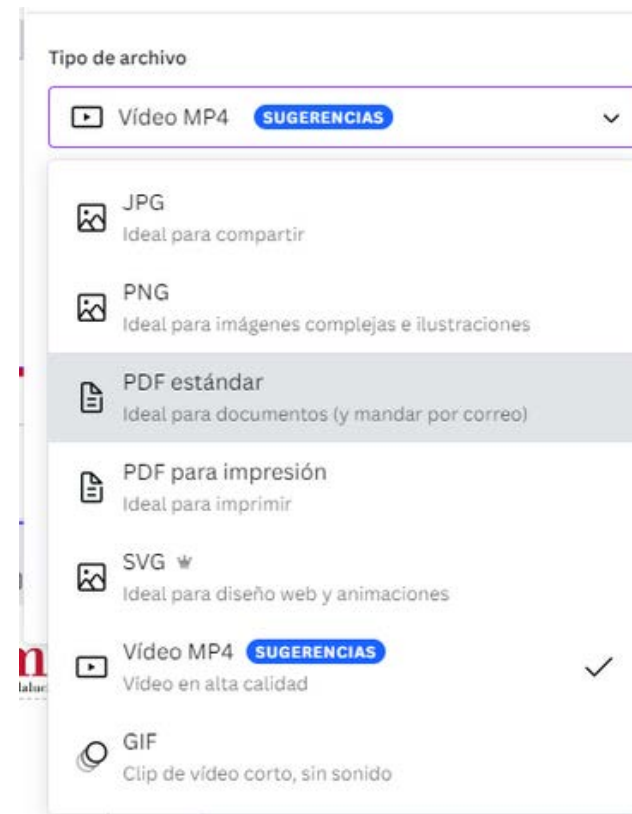 Tipo de archivo
Vídeo MP4 SUGERENCIAS
JPG
Ideal para compartir
PNG
Ideal para imágenes complejas e ilustraciones
PDF estándar
Ideal para documentos (y mandar por correo)
PDF para impresión
Ideal para imprimir
SVG
Ideal para diseño web y animaciones
Vídeo MP4 SUGERENCIAS
Vídeo en alta calidad
GIF
Clip de vídeo corto, sin sonido